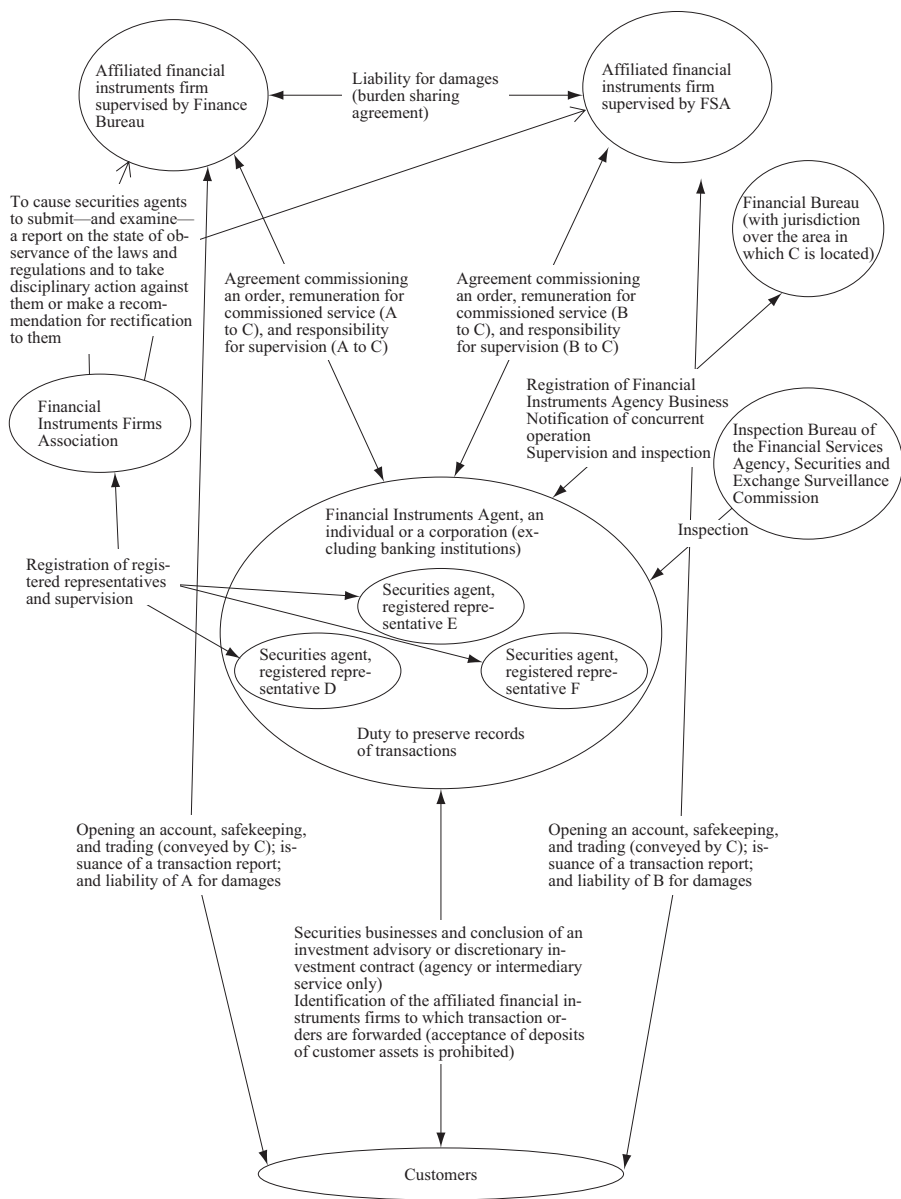 Affiliated financial
instruments firm
supervised by Finance
Bureau
Liability for damages
(burden sharing
agreement)
Affiliated financial
instruments firm
supervised by FSA
To cause securities agents
to submit—and examine—
a report on the state of ob-
servance of the laws and
regulations and to take
disciplinary action against
them or make a recom-
mendation for rectification
to them
Financial Bureau
(with jurisdiction
over the area in
which C is located)
Agreement commissioning
an order, remuneration for
commissioned service (A
to C), and responsibility
for supervision (A to C)
Agreement commissioning
an order, remuneration for
commissioned service (B
to C), and responsibility
for supervision (B to C)
Registration of Financial
Instruments Agency Business
Notification of concurrent
operation
Supervision and inspection
Financial
Instruments Firms
Association
Inspection Bureau of
the Financial Services
Agency, Securities and
Exchange Surveillance
Commission
Inspection
Financial Instruments Agent, an
individual or a corporation (ex-
cluding banking institutions)
Registration of regis-
tered representatives
and supervision
Securities agent,
registered repre-
sentative E
Securities agent,
registered repre-
sentative D
Securities agent,
registered repre-
sentative F
Duty to preserve records
of transactions
Opening an account, safekeeping,
and trading (conveyed by C); is-
suance of a transaction report;
and liability of A for damages
Opening an account, safekeeping,
and trading (conveyed by C); is-
suance of a transaction report;
and liability of B for damages
Securities businesses and conclusion of an
investment advisory or discretionary in-
vestment contract (agency or intermediary
service only)
Identification of the affiliated financial in-
struments firms to which transaction or-
ders are forwarded (acceptance of deposits
of customer assets is prohibited)
Customers